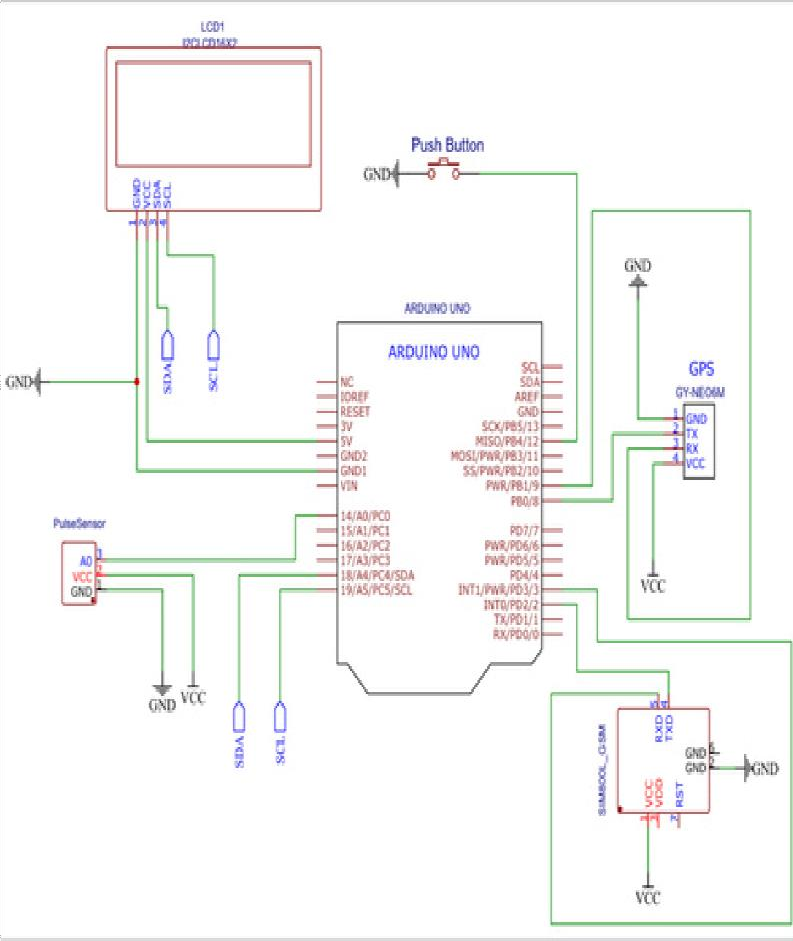 LCD1
I2CLCD16X2
GND
VCC
SDA
SCL
1
2
3
4
SDA
SCL
GND
Push Button
GND
ARDUINO UNO
ARDUINO UNO
NC
IOREF
RESET
3V
5V
GND2
GND1
VIN
14/A0/PC0
15/A1/PC1
16/A2/PC2
17/A3/PC3
18/A4/PC4/SDA
19/A5/PC5/SCL
SCL
SDA
AREF
GND
SCK/PB5/13
MISO/PB4/12
MOSI/PWR/PB3/11
SS/PWR/PB2/10
PWR/PB1/9
PB0/8
PD7/7
PWR/PD6/6
PWR/PD5/5
PD4/4
INT1/PWR/PD3/3
INT0/PD2/2
TX/PD1/1
RX/PD0/0
GND
GPS
GY-NEO6M
1 GND
2 TX
3 RX
4 VCC
VCC
PulseSensor
A0
VCC
GND
GND
VCC
SDA
SCL
SIM800L_GSM
RXD
TXD
GND
GND
GND
VCC
VDD
RST
VCC